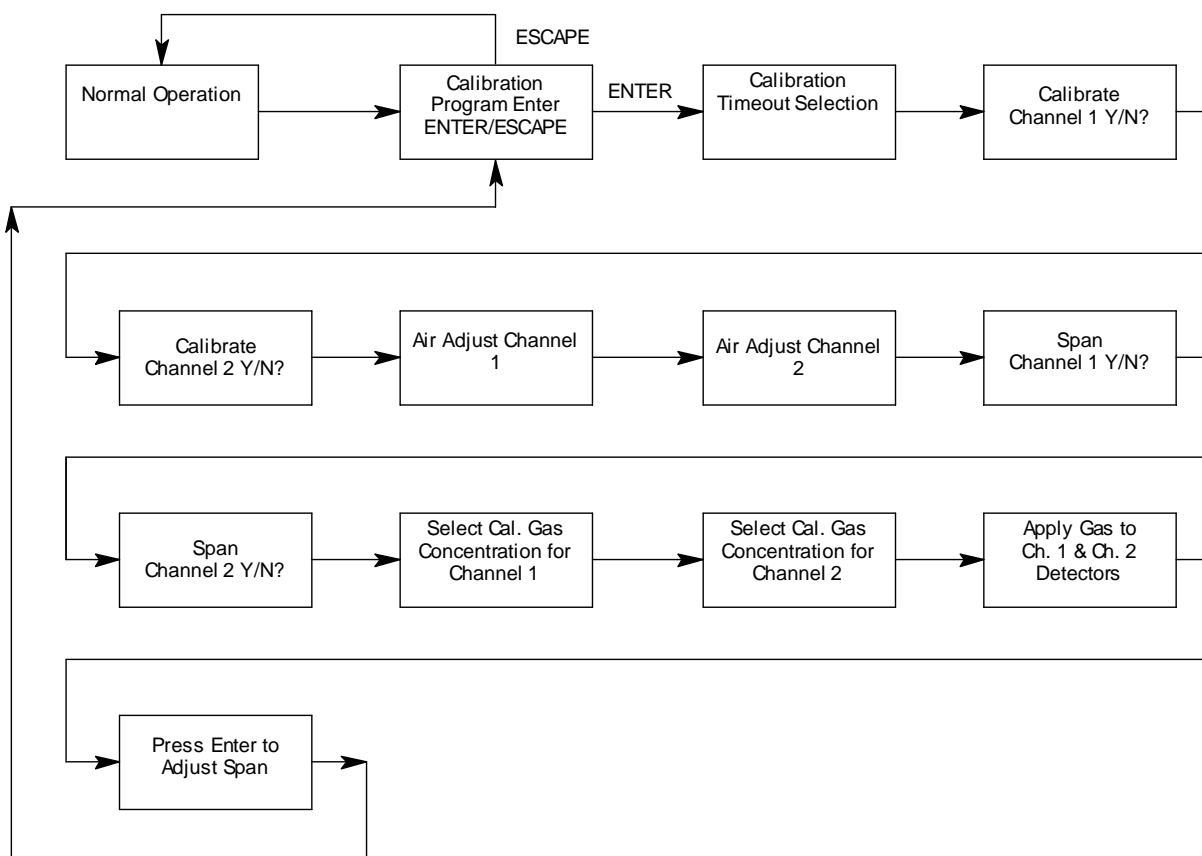 ESCAPE
Normal Operation
Calibration
Program Enter
ENTER/ESCAPE
ENTER
Calibration
Timeout Selection
Calibrate
Channel 1 Y/N?
Calibrate
Channel 2 Y/N?
Air Adjust Channel
1
Air Adjust Channel
2
Span
Channel 1 Y/N?
Span
Channel 2 Y/N?
Select Cal. Gas
Concentration for
Channel 1
Select Cal. Gas
Concentration for
Channel 2
Apply Gas to
Ch. 1 & Ch. 2
Detectors
Press Enter to
Adjust Span